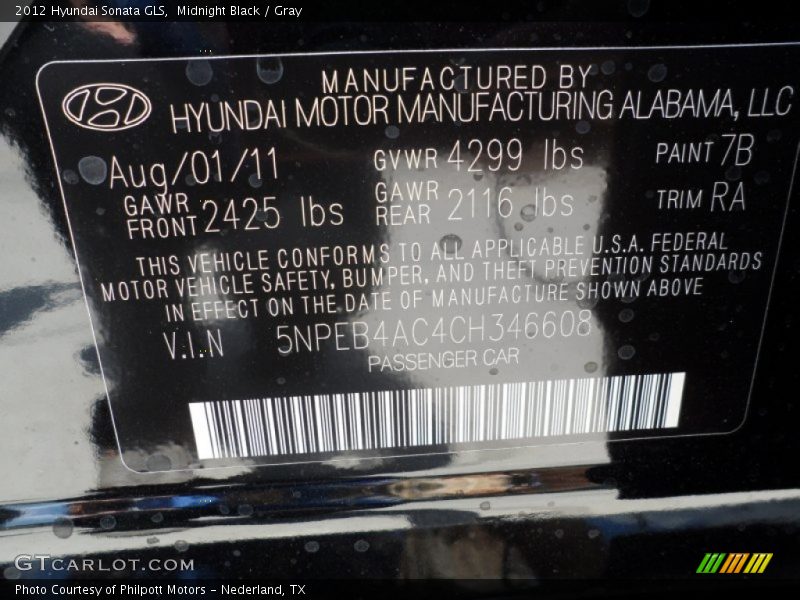 2012 Hyundai Sonata GLS, Midnight Black / Gray
MANUFACTURED BY
HYUNDAI MOTOR MANUFACTURING ALABAMA, LLC
Aug/01/11 GVWR 4299 lbs PAINT 7B
GAWR FRONT 2425 lbs GAWR REAR 2116 lbs TRIM RA
THIS VEHICLE CONFORMS TO ALL APPLICABLE U.S.A. FEDERAL
MOTOR VEHICLE SAFETY, BUMPER, AND THEFT PREVENTION STANDARDS
IN EFFECT ON THE DATE OF MANUFACTURE SHOWN ABOVE
V.I.N 5NPEB4AC4CH346608
PASSENGER CAR
GTCARLOT.COM
Photo Courtesy of Philpott Motors - Nederland, TX